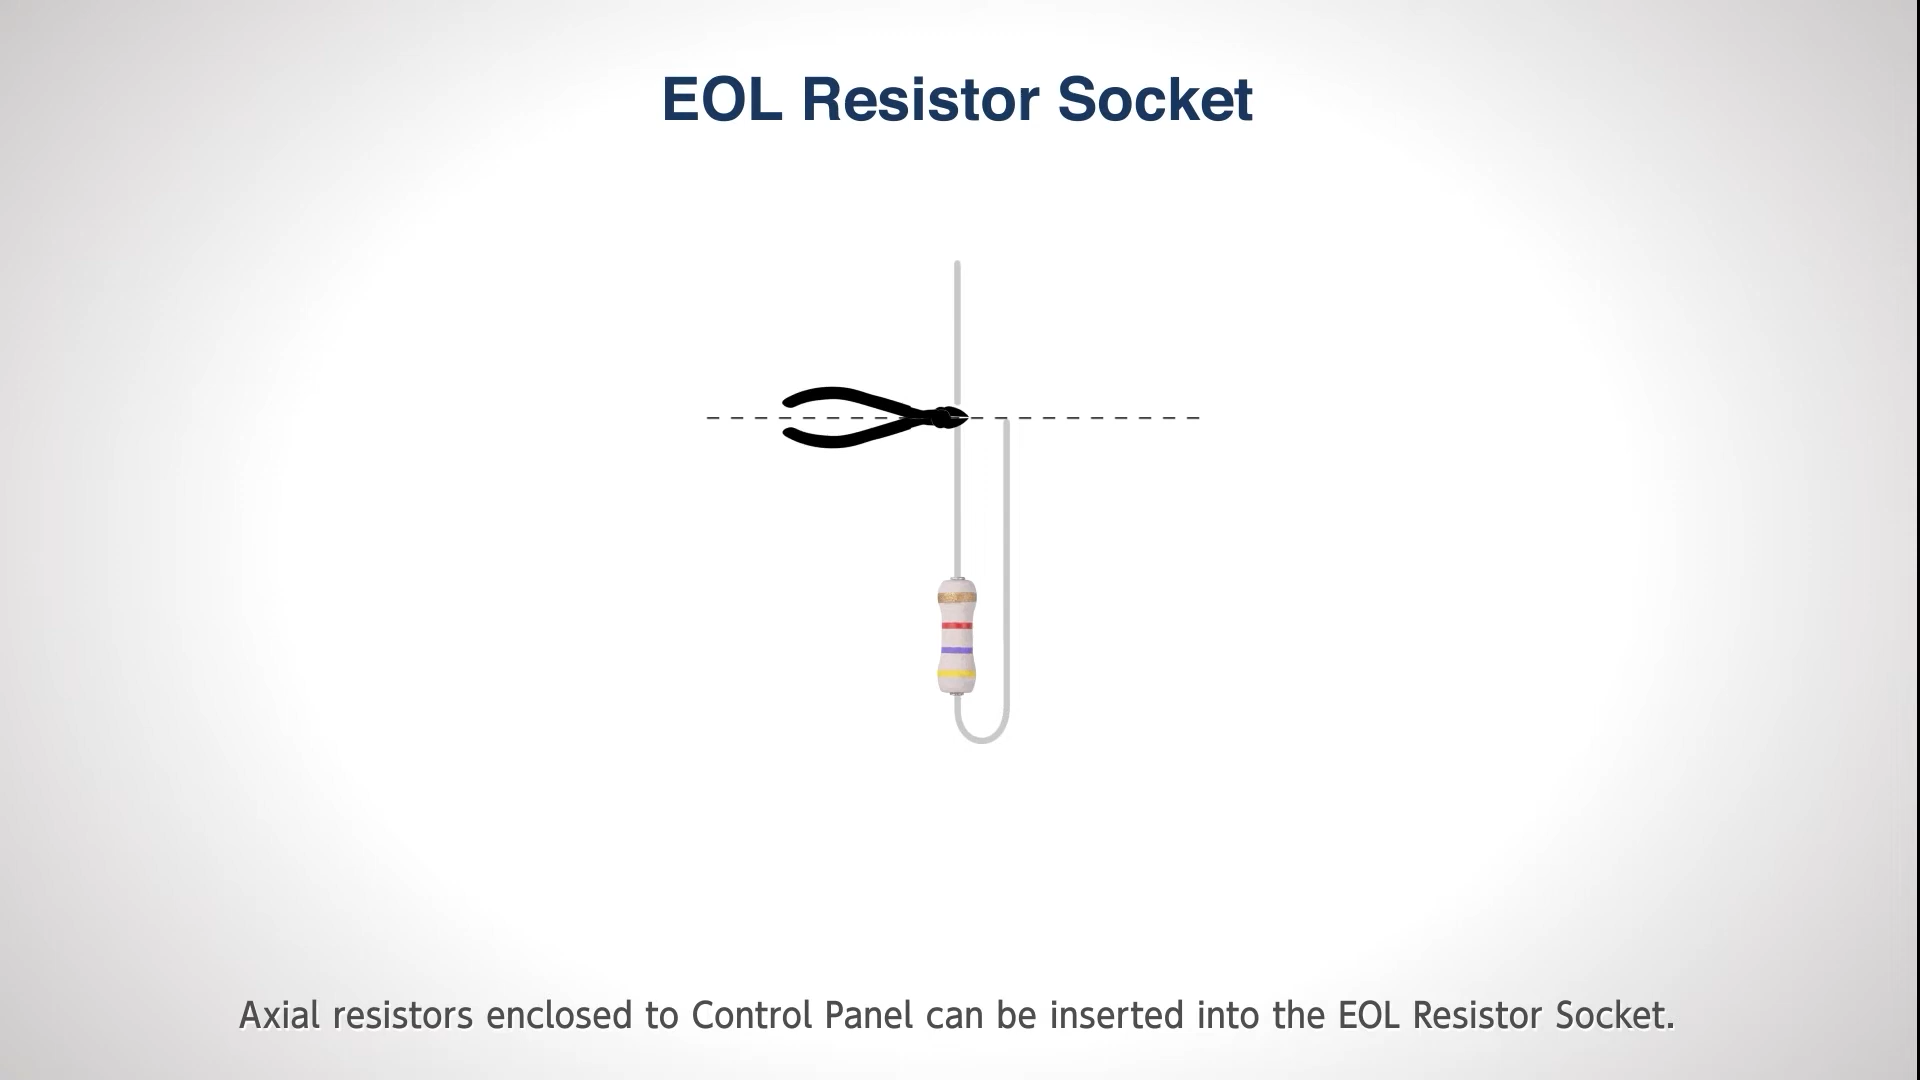 EOL Resistor Socket
Axial resistors enclosed to Control Panel can be inserted into the EOL Resistor Socket.